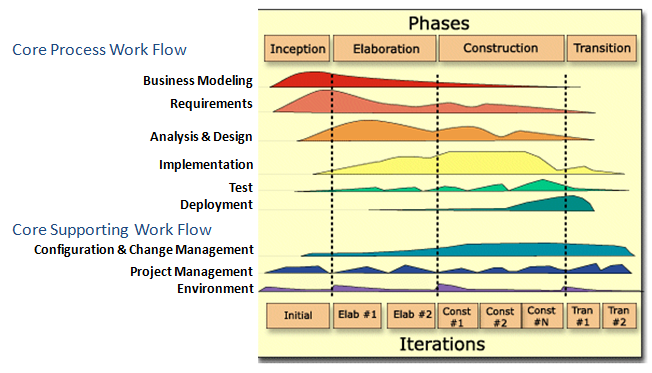 Phases
Core Process Work Flow
Inception Elaboration Construction Transition
Business Modeling
Requirements
Analysis & Design
Implementation
Test
Deployment
Core Supporting Work Flow
Configuration & Change Management
Project Management
Environment
Initial Elab #1 Elab #2 Const #1 Const #2 Const #N Tran #1 Tran #2
Iterations